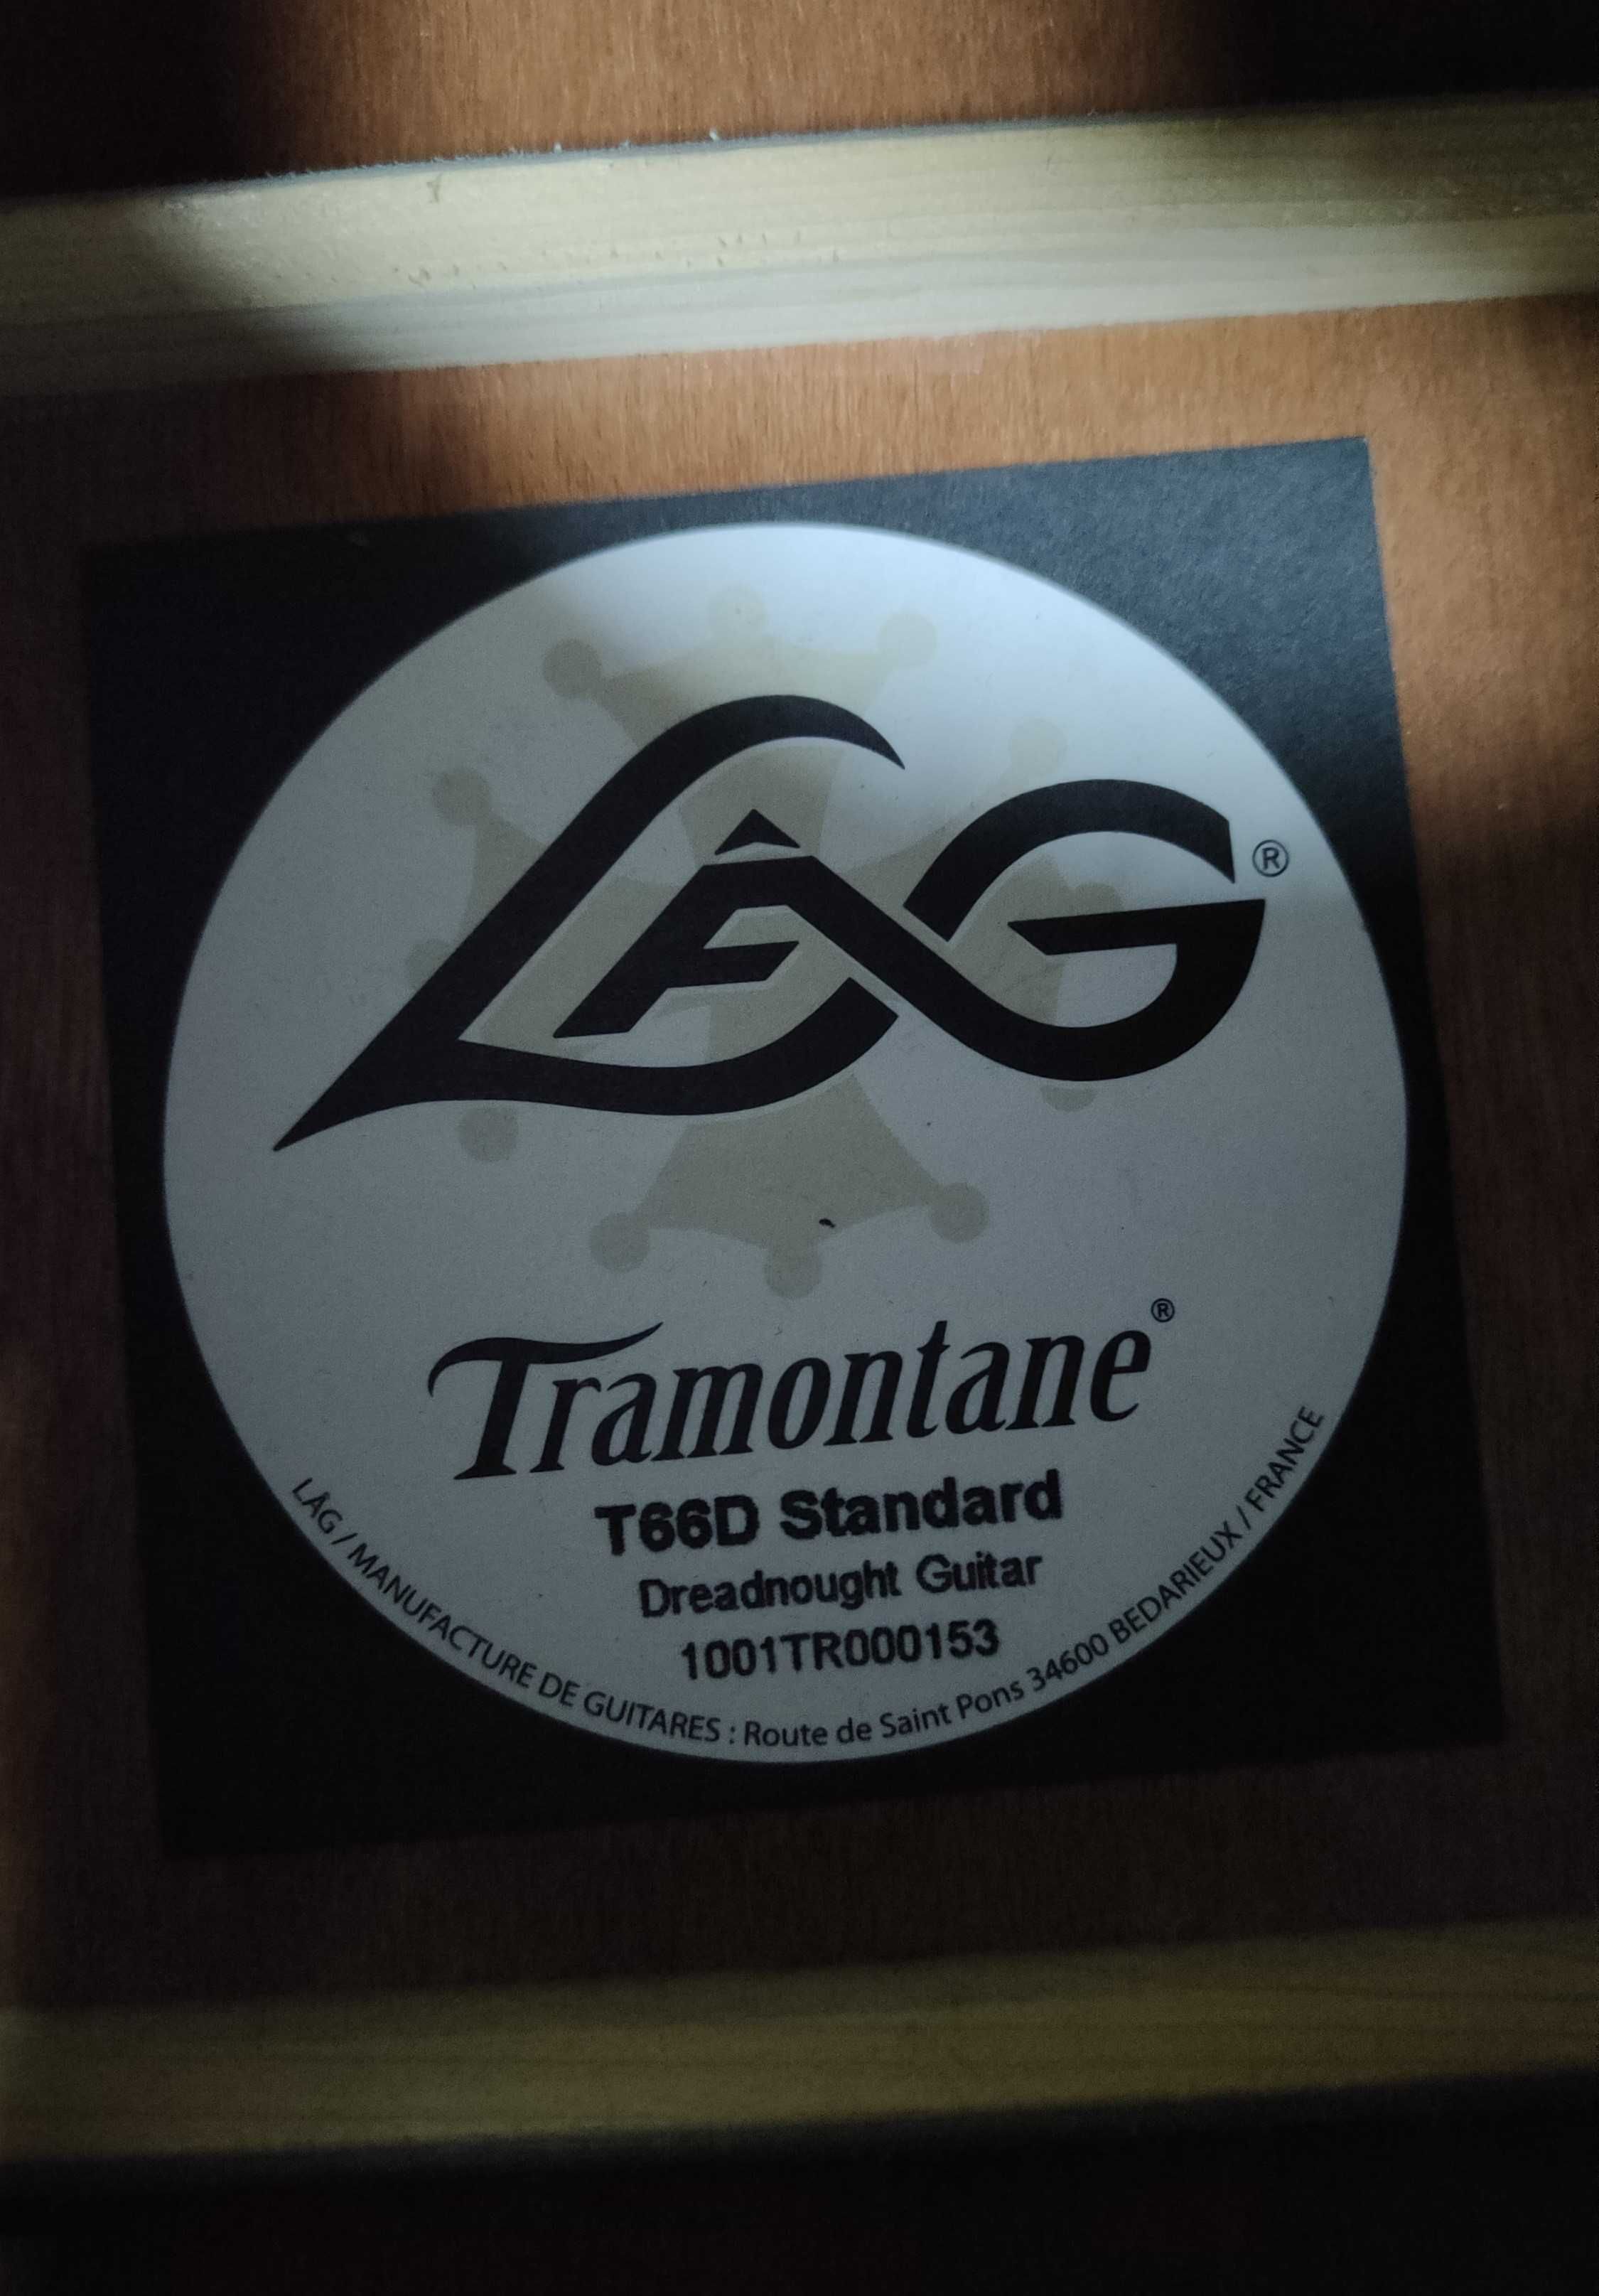 LÂG®
Tramontane®
T66D Standard
Dreadnought Guitar
1001TR000153
LÂG / MANUFACTURE DE GUITARES : Route de Saint Pons 34600 BEDARIEUX / FRANCE